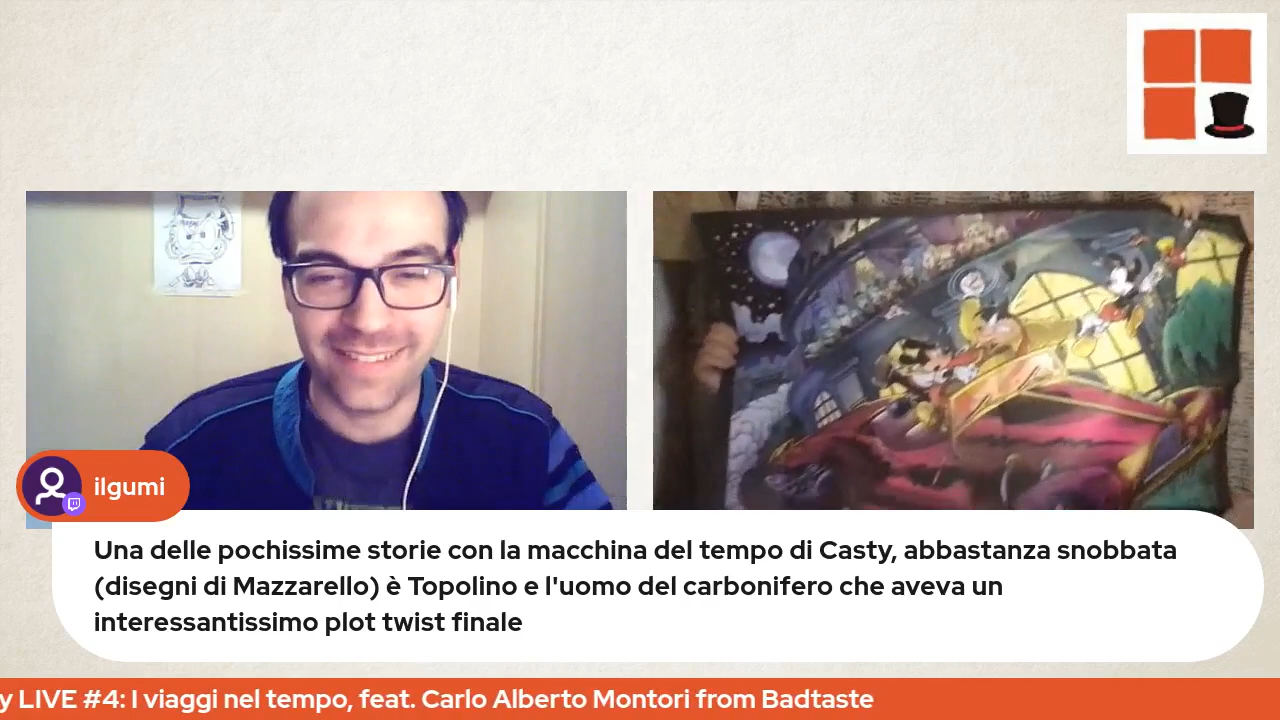 ilgumi
Una delle pochissime storie con la macchina del tempo di Casty, abbastanza snobbata
(disegni di Mazzarello) è Topolino e l'uomo del carbonifero che aveva un
interessantissimo plot twist finale
y LIVE #4: I viaggi nel tempo, feat. Carlo Alberto Montori from Badtaste